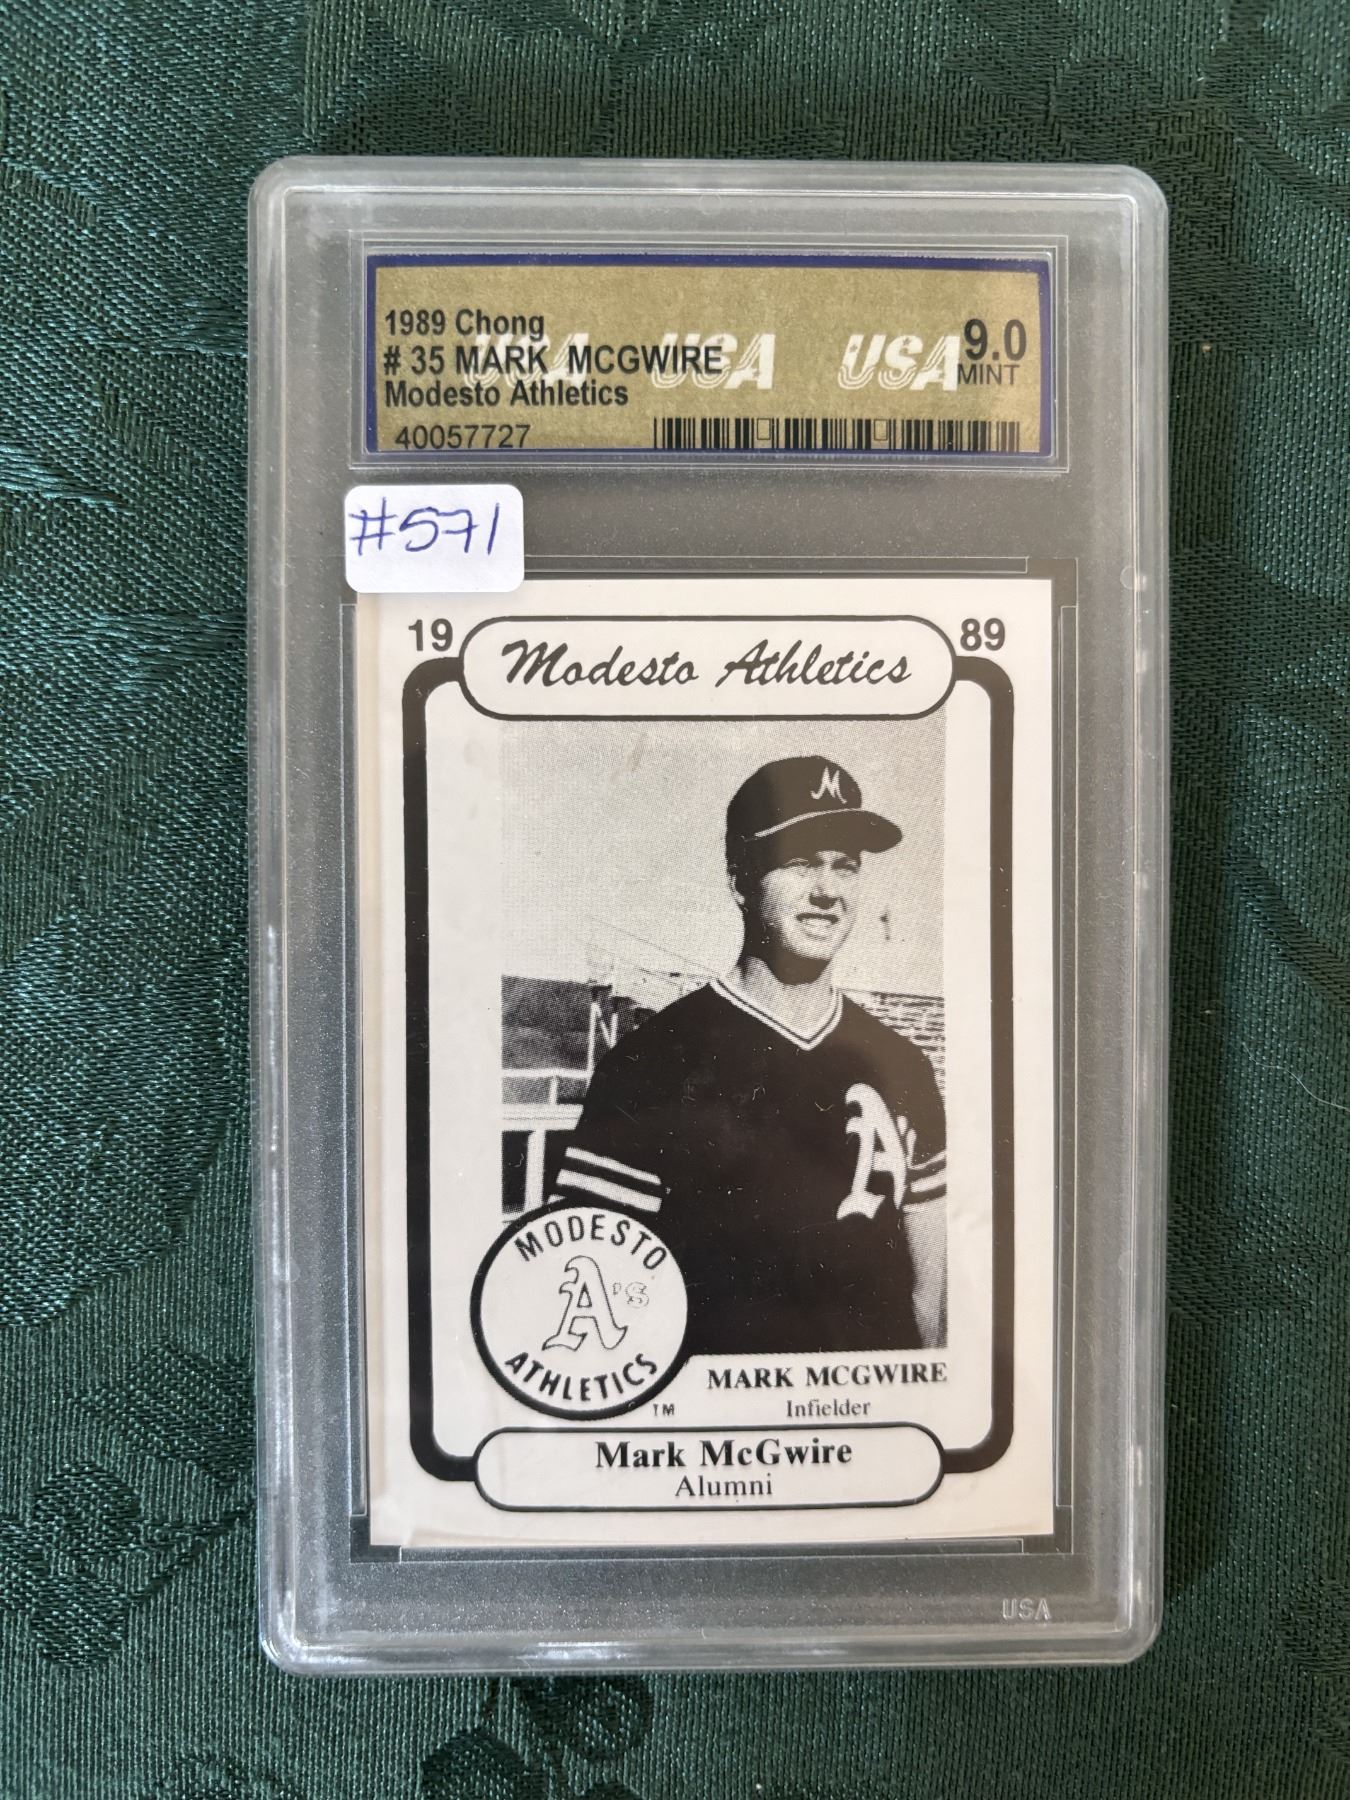 1989 Chong
# 35 MARK MCGWIRE
Modesto Athletics
40057727
USA USA USA
9.0
MINT
#571
19 Modesto Athletics 89
M
A's
MODESTO
A's
ATHLETICS
TM
MARK MCGWIRE
Infielder
Mark McGwire
Alumni
USA